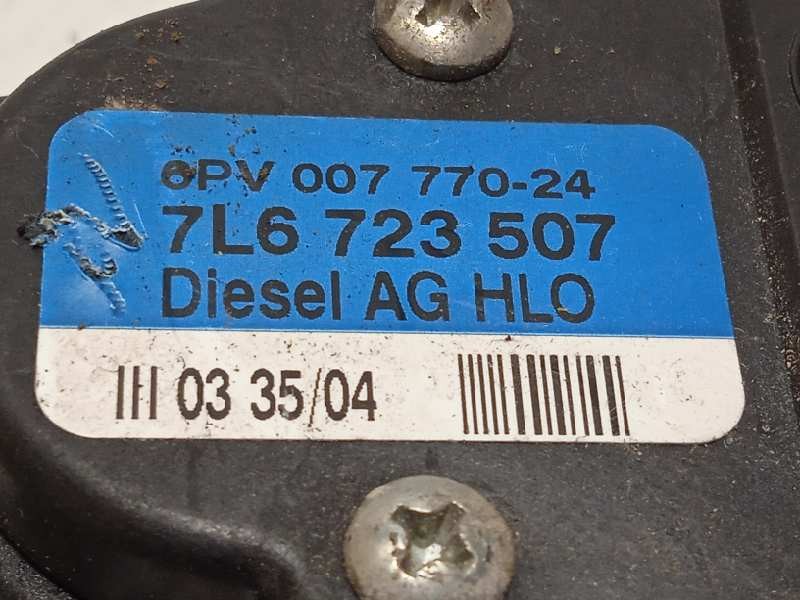 6PV 007 770-24
7L6 723 507
Diesel AG HLO
03 35/04